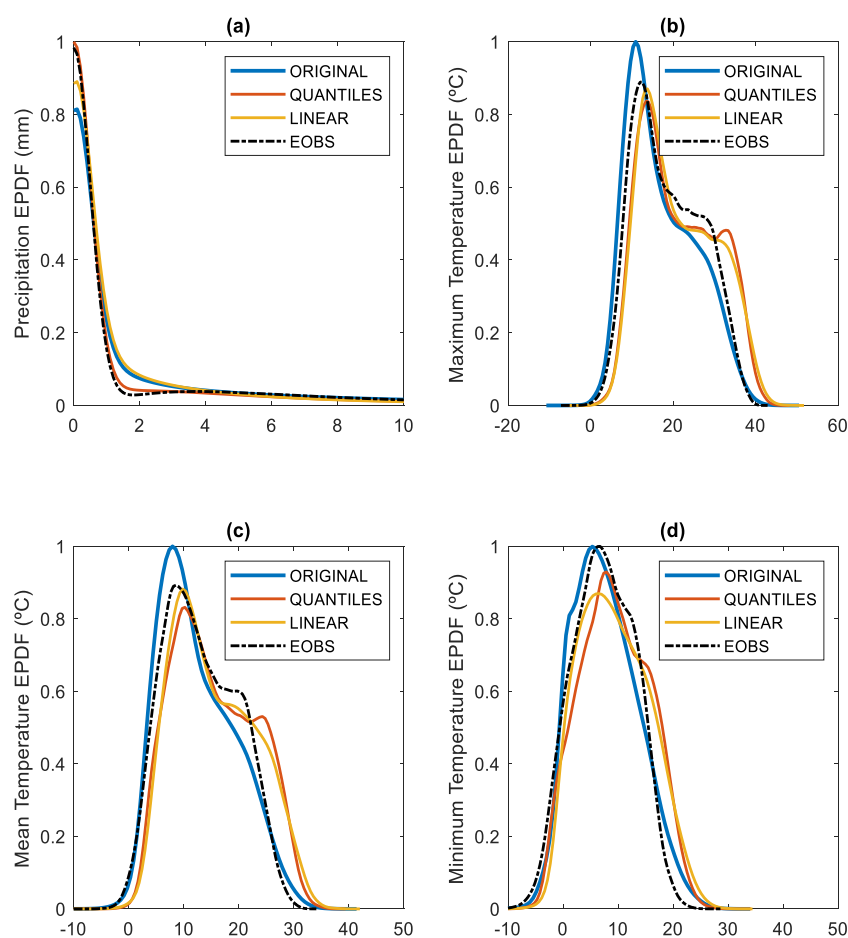 (a)
Precipitation EPDF (mm)
1
0.8
0.6
0.4
0.2
0
0 2 4 6 8 10
ORIGINAL
QUANTILES
LINEAR
EOBS
(b)
Maximum Temperature EPDF (ºC)
1
0.8
0.6
0.4
0.2
0
-20 0 20 40 60
ORIGINAL
QUANTILES
LINEAR
EOBS
(c)
Mean Temperature EPDF (ºC)
1
0.8
0.6
0.4
0.2
0
-10 0 10 20 30 40 50
ORIGINAL
QUANTILES
LINEAR
EOBS
(d)
Minimum Temperature EPDF (ºC)
1
0.8
0.6
0.4
0.2
0
-10 0 10 20 30 40 50
ORIGINAL
QUANTILES
LINEAR
EOBS